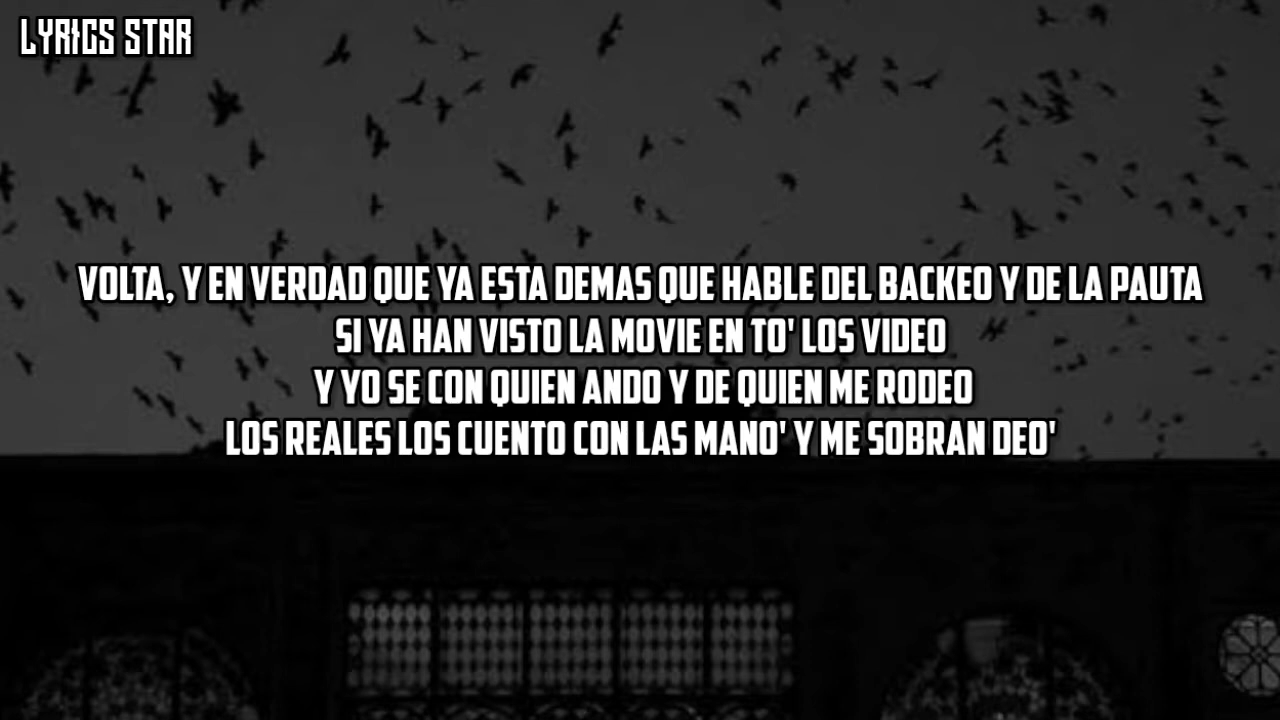 LYRICS STAR
VOLTA, Y EN VERDAD QUE YA ESTA DEMAS QUE HABLE DEL BACKEO Y DE LA PAUTA
SI YA HAN VISTO LA MOVIE EN TO' LOS VIDEO
Y YO SE CON QUIEN ANDO Y DE QUIEN ME RODEO
LOS REALES LOS CUENTO CON LAS MANO' Y ME SOBRAN DEO'